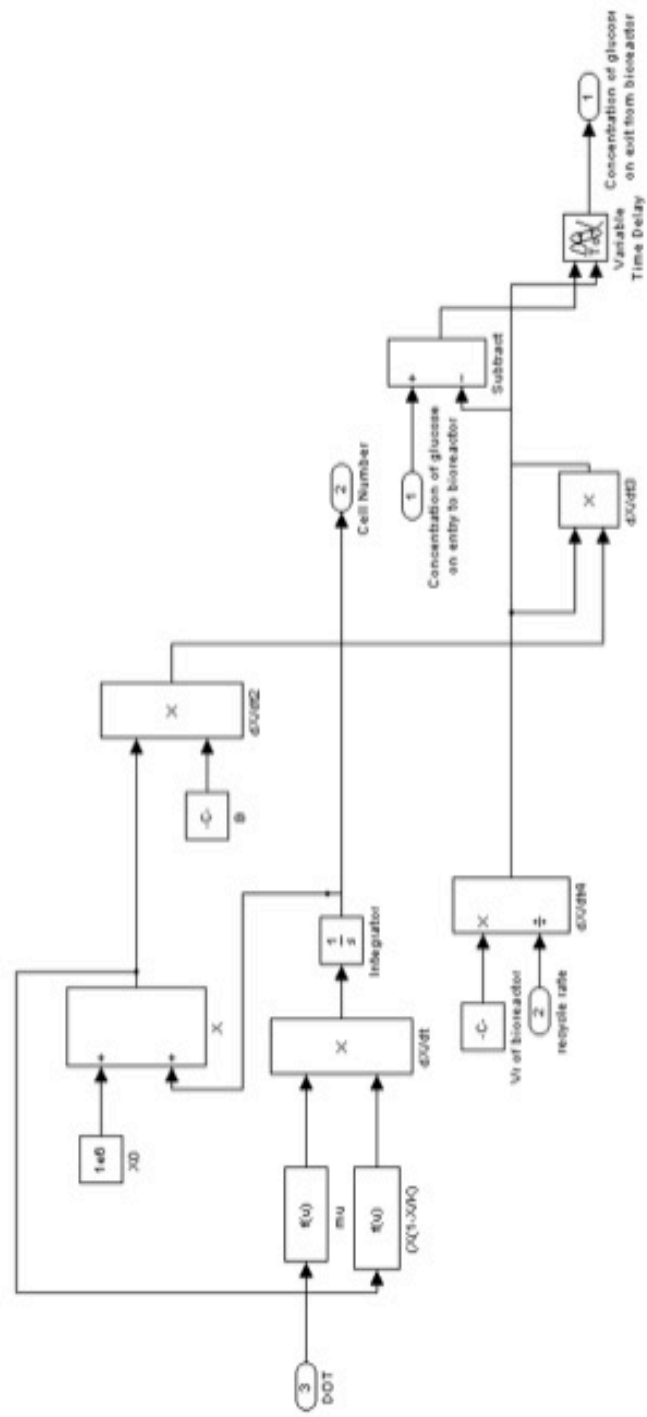 3
DOT
f(u)
mu
f(u)
(X(1-X/K)
1e6
X0
+
+
X
X
dX/dt
1
s
Integrator
-C-
B
X
dX/dt2
2
Cell Number
-C-
Vr of bioreactor
2
recycle rate
X
÷
dX/dt4
X
dX/dt3
1
Concentration of glucose
on entry to bioreactor
+
−
Subtract
Variable
Time Delay
1
Concentration of glucose
on exit from bioreactor